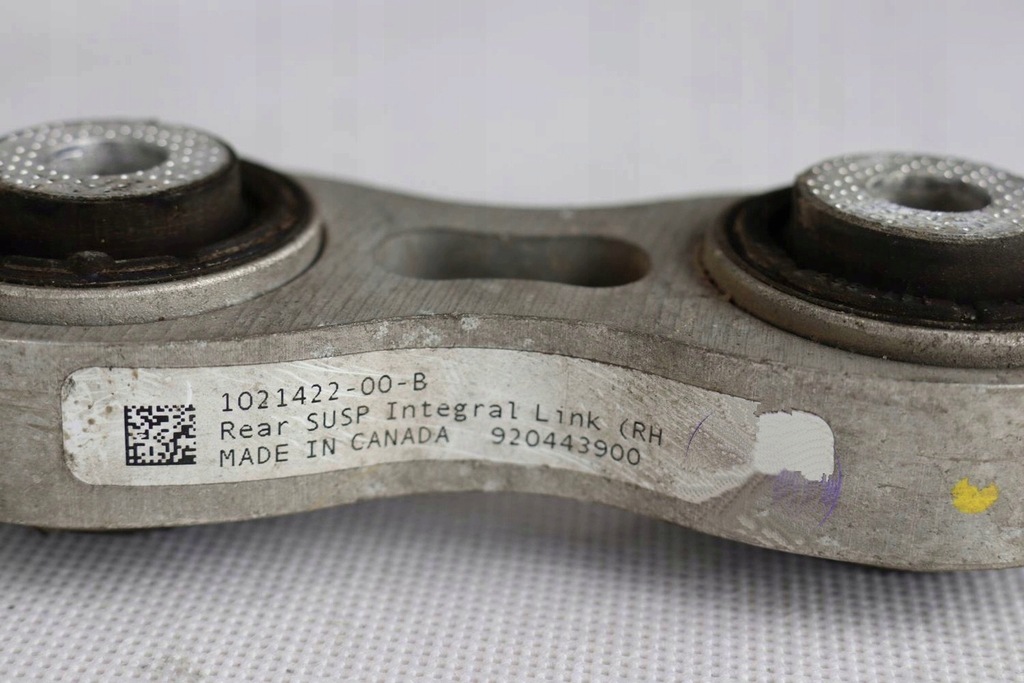 1021422-00-B
Rear SUSP Integral Link (RH
MADE IN CANADA 920443900